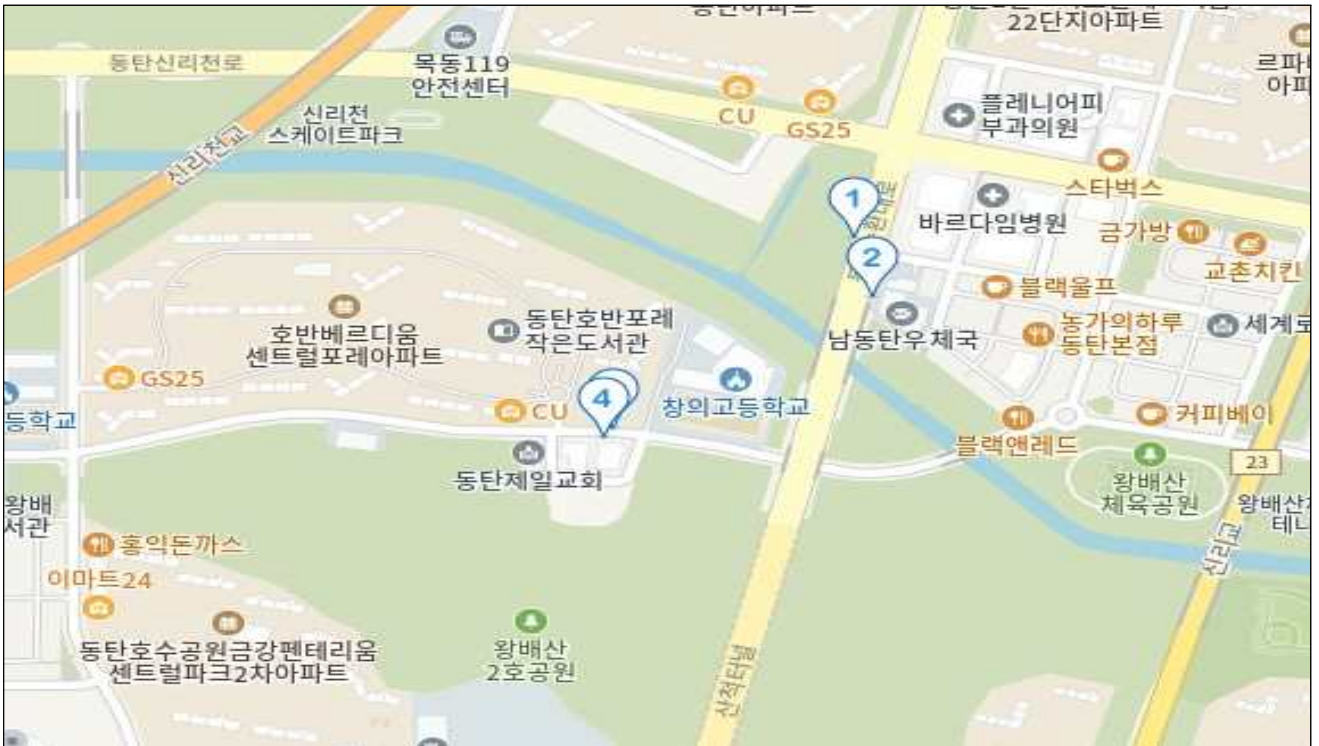 22단지아파트
동탄신리천로
목동119
안전센터
CU
GS25
플레니어피
부과의원
신리천
스케이트파크
신리천교
스타벅스
1
바르다임병원
금가방
교촌치킨
2
블랙울프
호반베르디움
센트럴포레아파트
동탄호반포레
작은도서관
남동탄우체국
농가의하루
동탄본점
세계로
GS25
4
CU
창의고등학교
등학교
블랙앤레드
커피베이
동탄제일교회
왕배산
체육공원
23
왕배
서관
홍익돈까스
신리교
이마트24
동탄호수공원금강펜테리움
센트럴파크2차아파트
왕배산
2호공원
산척터널